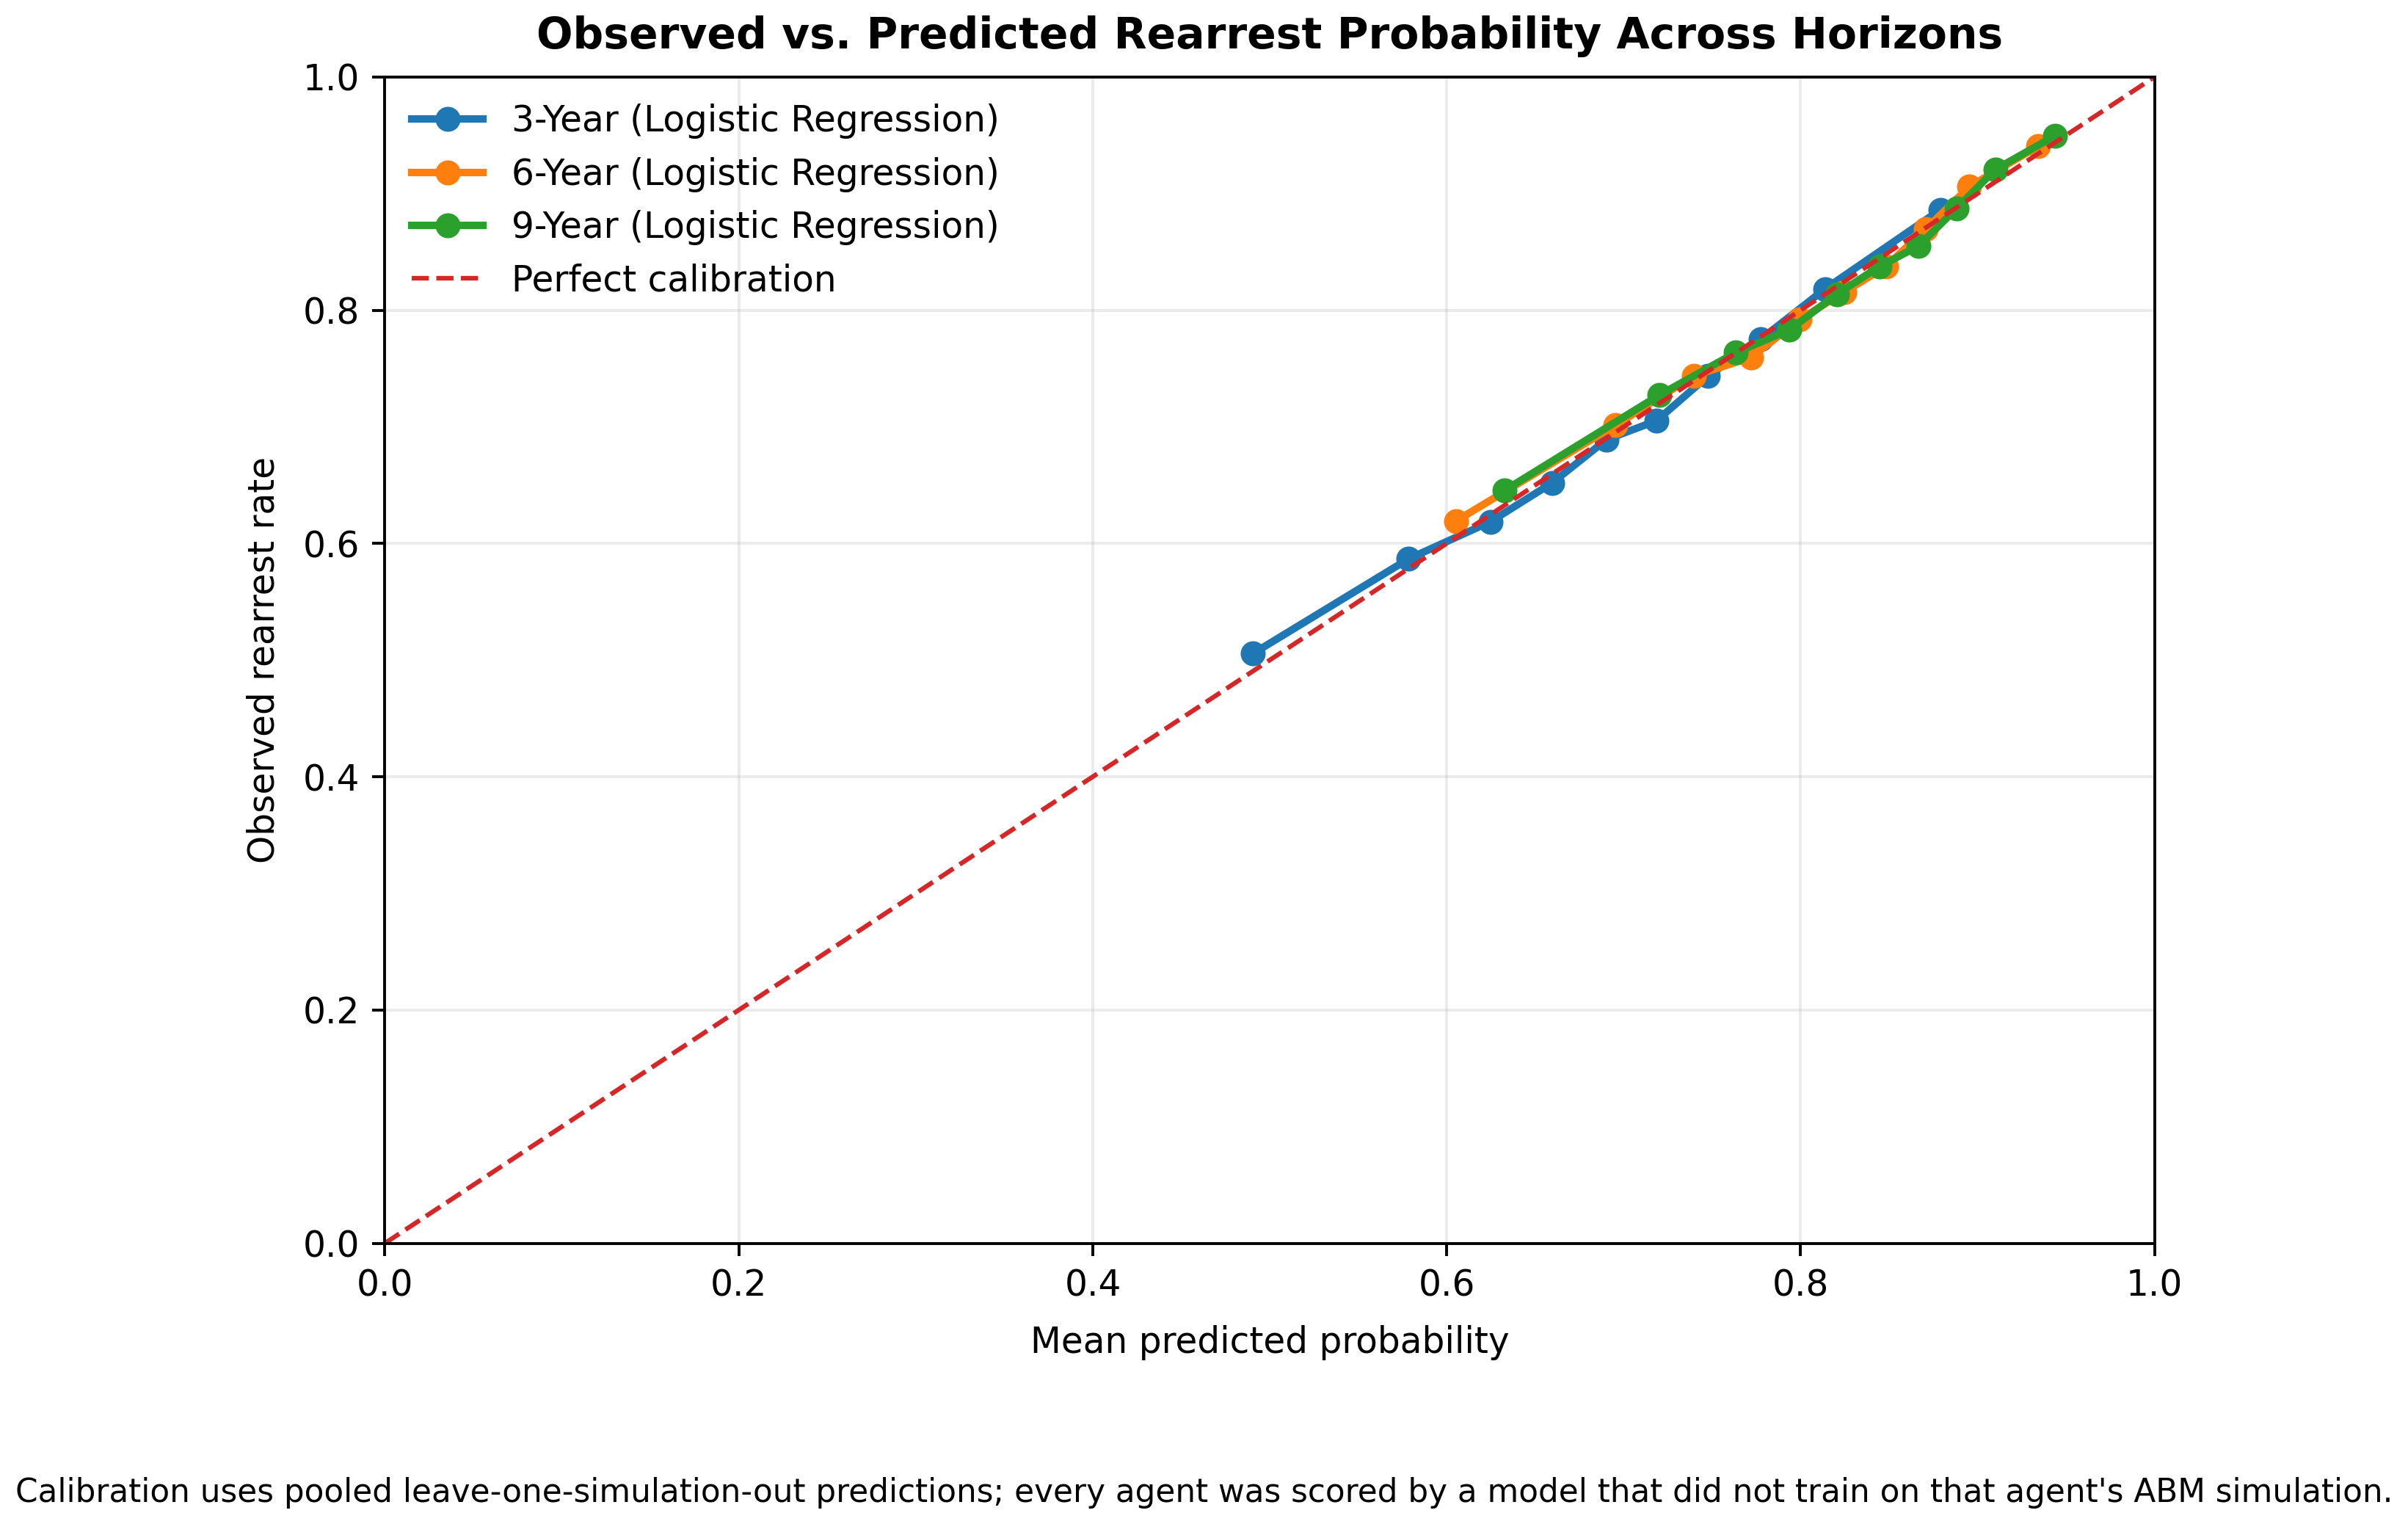 Observed vs. Predicted Rearrest Probability Across Horizons
1.0
3-Year (Logistic Regression)
6-Year (Logistic Regression)
9-Year (Logistic Regression)
Perfect calibration
0.8
0.6
0.4
0.2
0.0
Observed rearrest rate
0.0 0.2 0.4 0.6 0.8 1.0
Mean predicted probability
Calibration uses pooled leave-one-simulation-out predictions; every agent was scored by a model that did not train on that agent's ABM simulation.